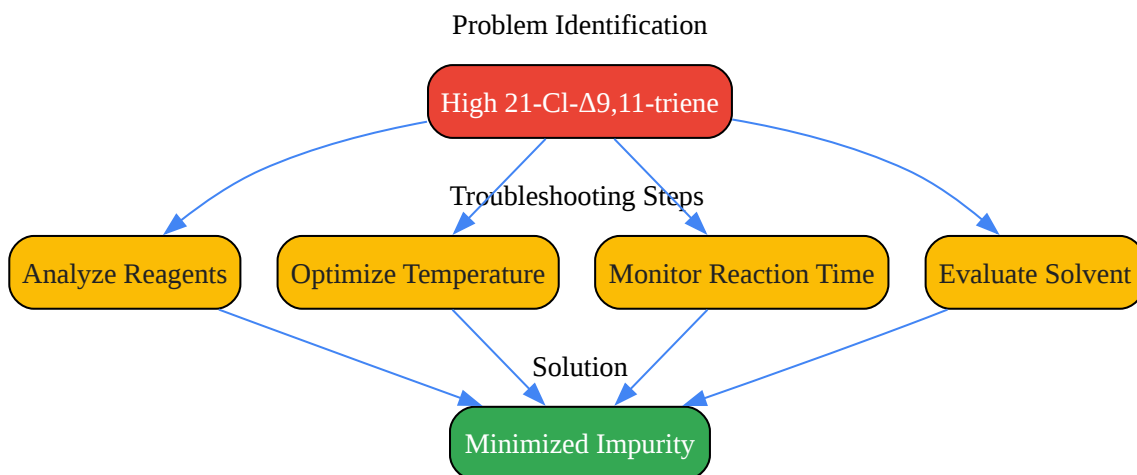 Problem Identification
High 21-Cl-Δ9,11-triene
Troubleshooting Steps
Analyze Reagents
Optimize Temperature
Monitor Reaction Time
Evaluate Solvent
Solution
Minimized Impurity